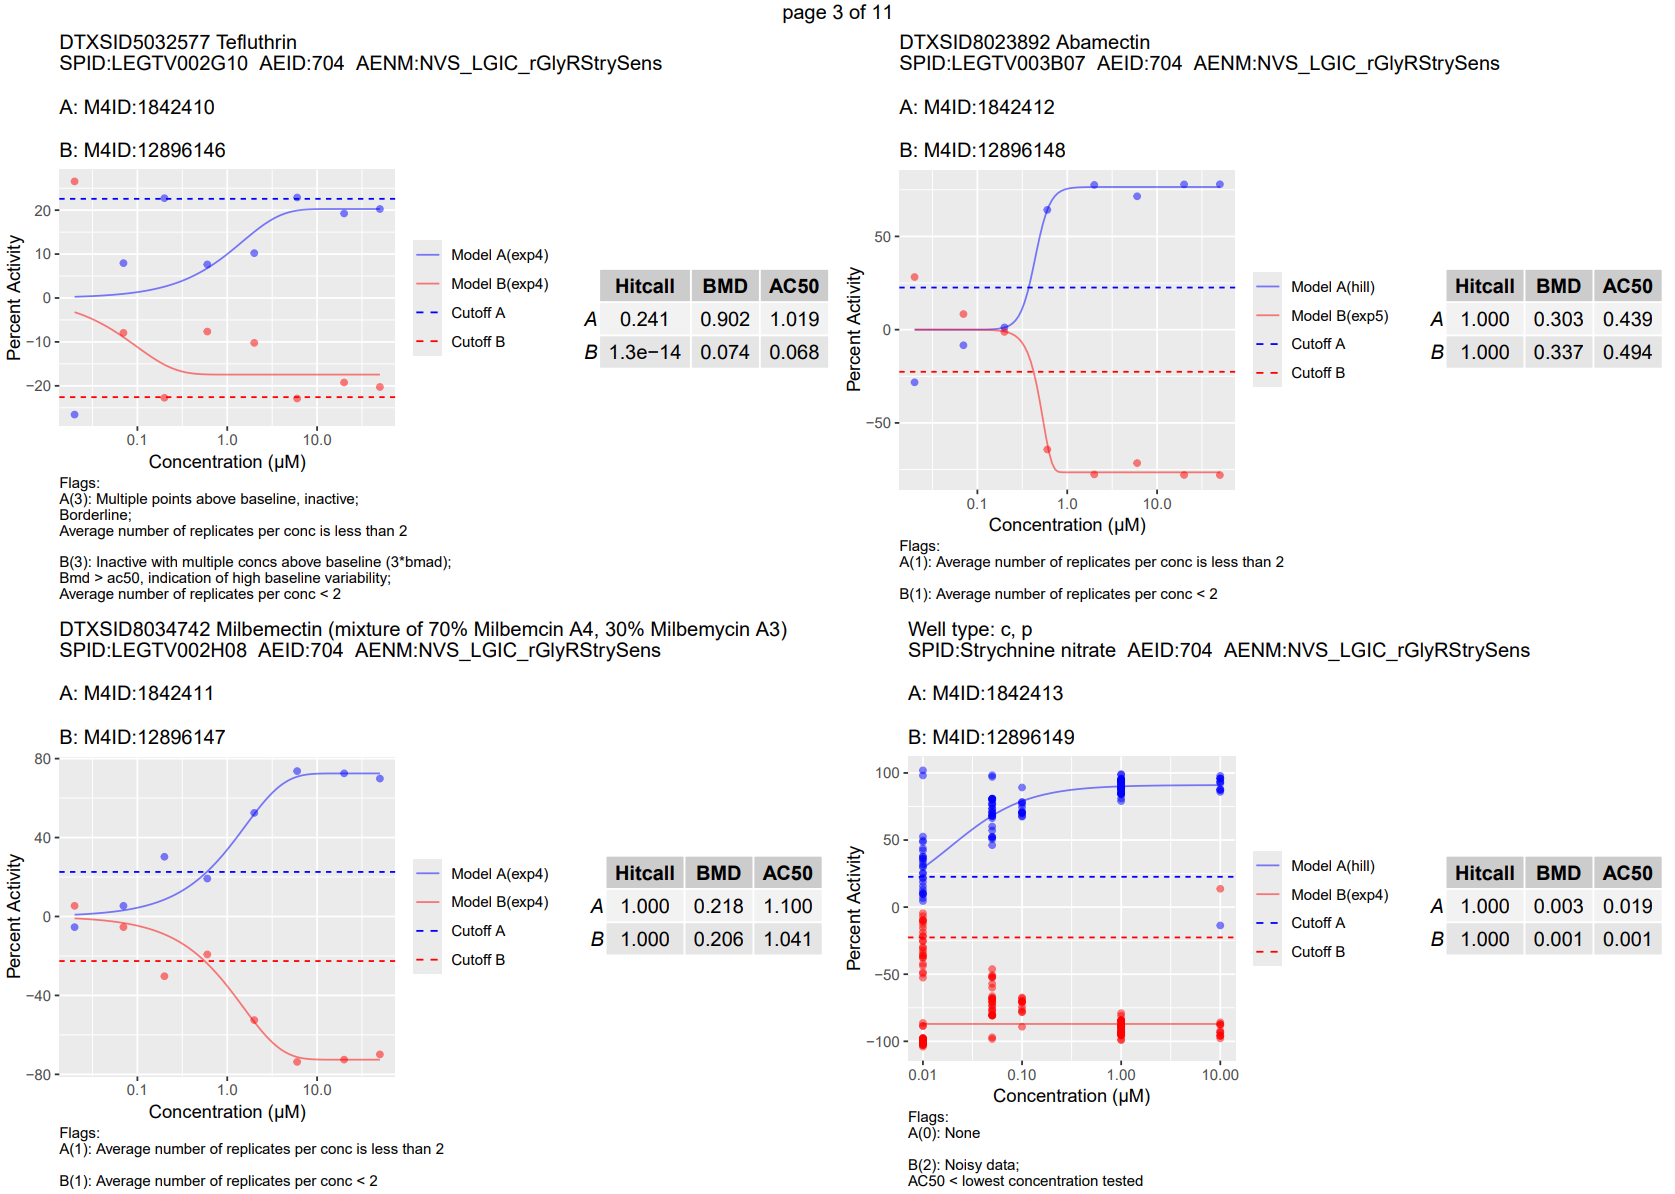 page 3 of 11
DTXSID5032577 Tefluthrin
SPID:LEGTV002G10  AEID:704  AENM:NVS_LGIC_rGlyRStrySens
A: M4ID:1842410
B: M4ID:12896146
Percent Activity
20
10
0
−10
−20
0.1 1.0 10.0
Concentration (µM)
Model A(exp4)
Model B(exp4)
Cutoff A
Cutoff B
Hitcall BMD AC50
A 0.241 0.902 1.019
B 1.3e−14 0.074 0.068
Flags:
A(3): Multiple points above baseline, inactive;
Borderline;
Average number of replicates per conc is less than 2
B(3): Inactive with multiple concs above baseline (3*bmad);
Bmd > ac50, indication of high baseline variability;
Average number of replicates per conc < 2
DTXSID8023892 Abamectin
SPID:LEGTV003B07  AEID:704  AENM:NVS_LGIC_rGlyRStrySens
A: M4ID:1842412
B: M4ID:12896148
Percent Activity
50
0
−50
0.1 1.0 10.0
Concentration (µM)
Model A(hill)
Model B(exp5)
Cutoff A
Cutoff B
Hitcall BMD AC50
A 1.000 0.303 0.439
B 1.000 0.337 0.494
Flags:
A(1): Average number of replicates per conc is less than 2
B(1): Average number of replicates per conc < 2
DTXSID8034742 Milbemectin (mixture of 70% Milbemcin A4, 30% Milbemycin A3)
SPID:LEGTV002H08  AEID:704  AENM:NVS_LGIC_rGlyRStrySens
A: M4ID:1842411
B: M4ID:12896147
Percent Activity
80
40
0
−40
−80
0.1 1.0 10.0
Concentration (µM)
Model A(exp4)
Model B(exp4)
Cutoff A
Cutoff B
Hitcall BMD AC50
A 1.000 0.218 1.100
B 1.000 0.206 1.041
Flags:
A(1): Average number of replicates per conc is less than 2
B(1): Average number of replicates per conc < 2
Well type: c, p
SPID:Strychnine nitrate  AEID:704  AENM:NVS_LGIC_rGlyRStrySens
A: M4ID:1842413
B: M4ID:12896149
Percent Activity
100
50
0
−50
−100
0.01 0.10 1.00 10.00
Concentration (µM)
Model A(hill)
Model B(exp4)
Cutoff A
Cutoff B
Hitcall BMD AC50
A 1.000 0.003 0.019
B 1.000 0.001 0.001
Flags:
A(0): None
B(2): Noisy data;
AC50 < lowest concentration tested